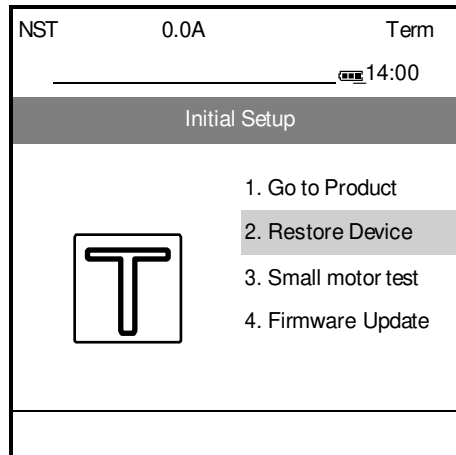 NST 0.0A Term
14:00
Initial Setup
T
1. Go to Product
2. Restore Device
3. Small motor test
4. Firmware Update